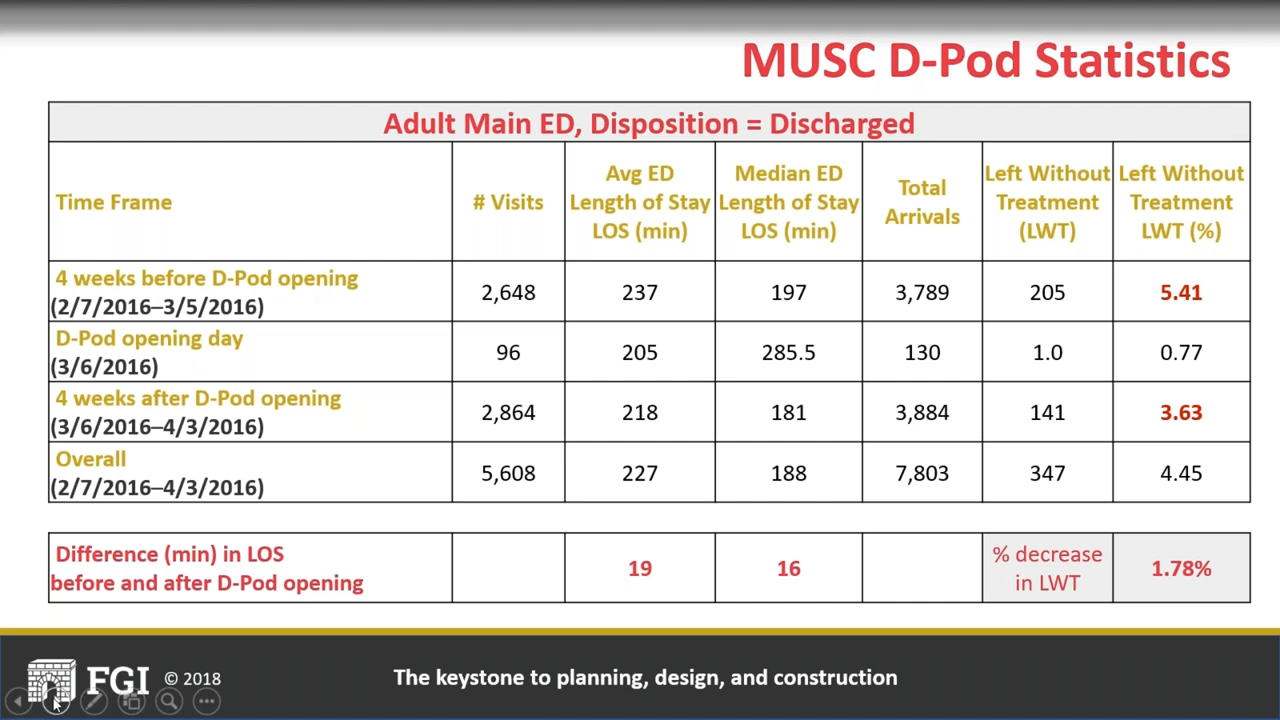 MUSC D-Pod Statistics
Adult Main ED, Disposition = Discharged
Time Frame
# Visits
Avg ED
Length of Stay
LOS (min)
Median ED
Length of Stay
LOS (min)
Total
Arrivals
Left Without
Treatment
(LWT)
Left Without
Treatment
LWT (%)
4 weeks before D-Pod opening
(2/7/2016–3/5/2016)
2,648
237
197
3,789
205
5.41
D-Pod opening day
(3/6/2016)
96
205
285.5
130
1.0
0.77
4 weeks after D-Pod opening
(3/6/2016–4/3/2016)
2,864
218
181
3,884
141
3.63
Overall
(2/7/2016–4/3/2016)
5,608
227
188
7,803
347
4.45
Difference (min) in LOS
before and after D-Pod opening
19
16
% decrease
in LWT
1.78%
FGI © 2018
The keystone to planning, design, and construction